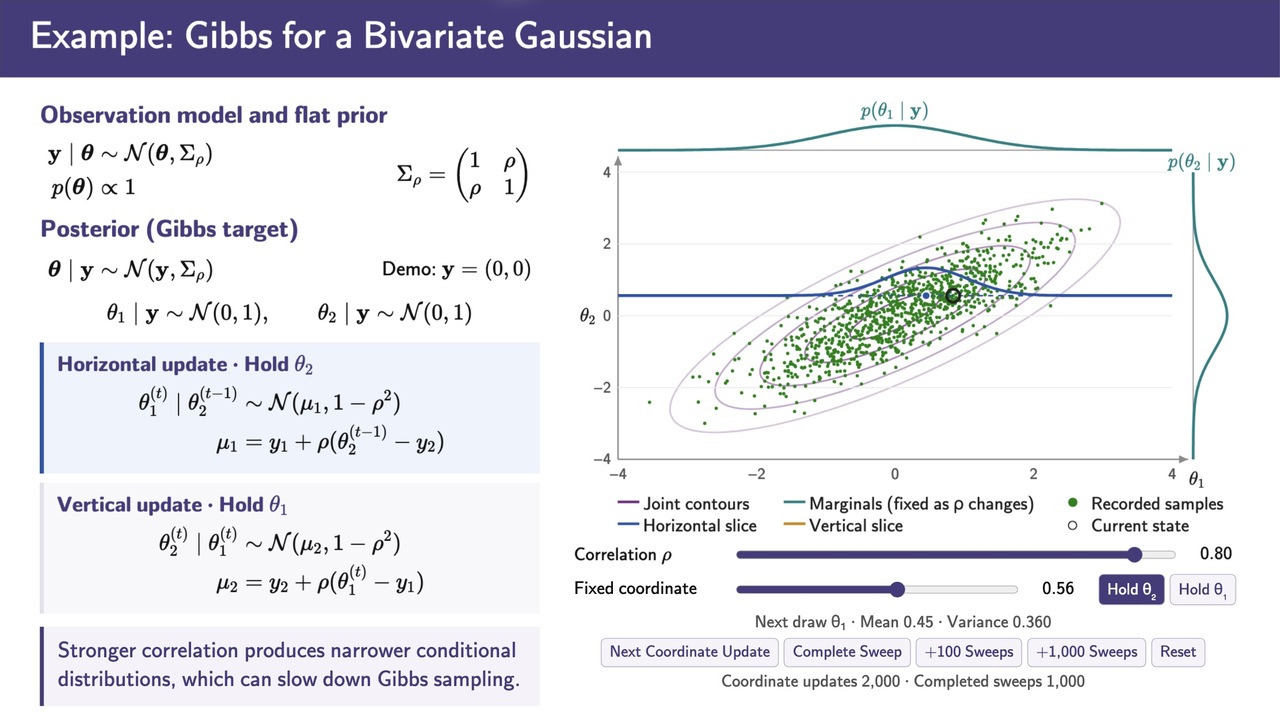 Example: Gibbs for a Bivariate Gaussian
Observation model and flat prior
y | θ ∼ 𝒩(θ, Σ_ρ)
p(θ) ∝ 1
Σ_ρ = (1 ρ
ρ 1)
Posterior (Gibbs target)
θ | y ∼ 𝒩(y, Σ_ρ)
Demo: y = (0, 0)
θ₁ | y ∼ 𝒩(0, 1), θ₂ | y ∼ 𝒩(0, 1)
Horizontal update · Hold θ₂
θ₁^(t) | θ₂^(t−1) ∼ 𝒩(μ₁, 1 − ρ²)
μ₁ = y₁ + ρ(θ₂^(t−1) − y₂)
Vertical update · Hold θ₁
θ₂^(t) | θ₁^(t) ∼ 𝒩(μ₂, 1 − ρ²)
μ₂ = y₂ + ρ(θ₁^(t) − y₁)
Stronger correlation produces narrower conditional
distributions, which can slow down Gibbs sampling.
p(θ₁ | y)
p(θ₂ | y)
4
2
θ₂ 0
−2
−4
−4 −2 0 2 4 θ₁
Joint contours
Marginals (fixed as ρ changes)
Recorded samples
Horizontal slice
Vertical slice
Current state
Correlation ρ 0.80
Fixed coordinate 0.56 Hold θ₂ Hold θ₁
Next draw θ₁ · Mean 0.45 · Variance 0.360
Next Coordinate Update Complete Sweep +100 Sweeps +1,000 Sweeps Reset
Coordinate updates 2,000 · Completed sweeps 1,000